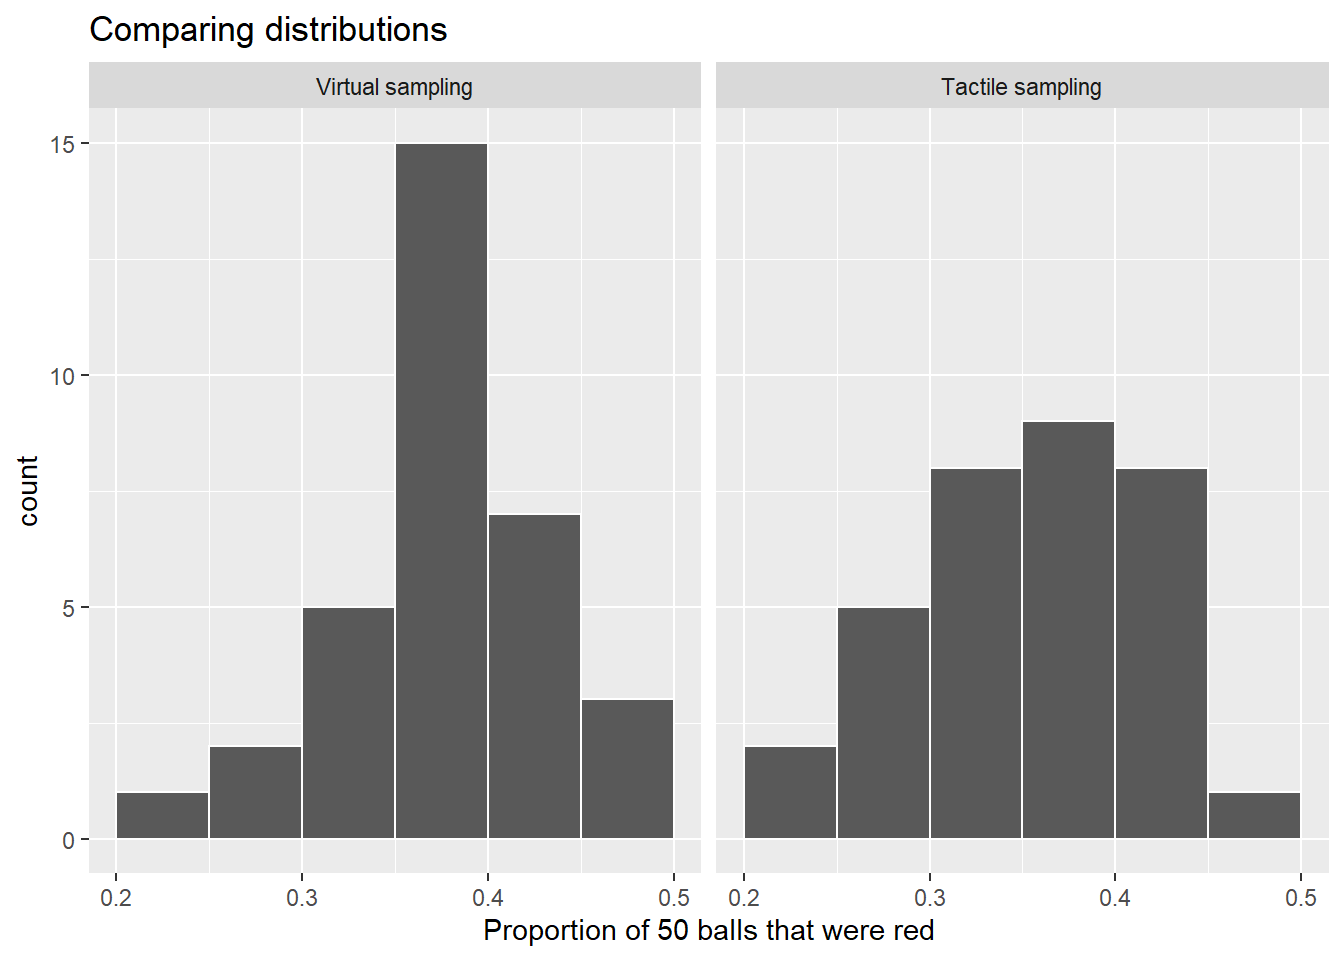 Comparing distributions
Virtual sampling
Tactile sampling
15
10
5
0
count
0.2 0.3 0.4 0.5
0.2 0.3 0.4 0.5
Proportion of 50 balls that were red